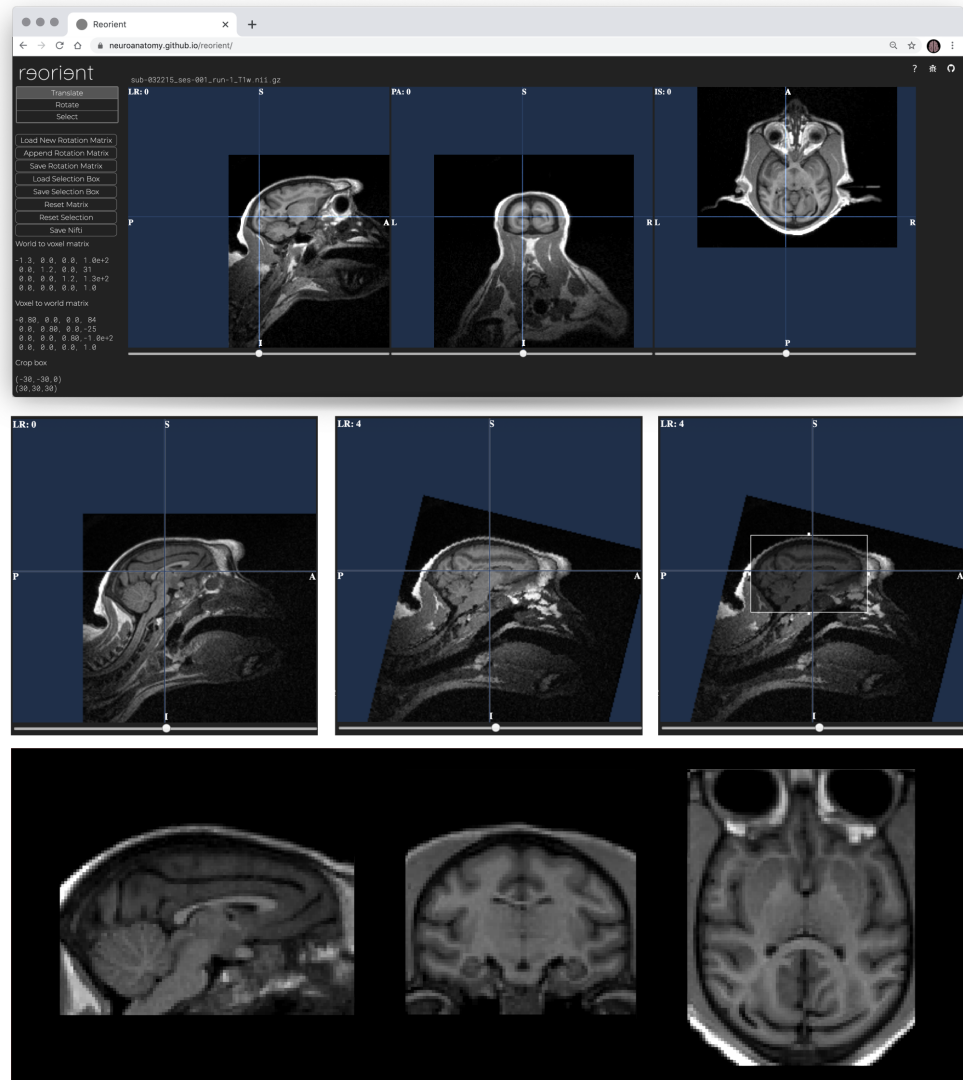 Reorient
neuroanatomy.github.io/reorient/
reorient
sub-032215_ses-001_run-1_T1w.nii.gz
?
Translate
Rotate
Select
Load New Rotation Matrix
Append Rotation Matrix
Save Rotation Matrix
Load Selection Box
Save Selection Box
Reset Matrix
Reset Selection
Save Nifti
World to voxel matrix
-1.3, 0.0, 0.0, 1.0e+2
0.0, 1.2, 0.0, 31
0.0, 0.0, 1.2, 1.3e+2
0.0, 0.0, 0.0, 1.0
Voxel to world matrix
-0.80, 0.0, 0.0, 84
0.0, 0.80, 0.0,-25
0.0, 0.0, 0.80,-1.0e+2
0.0, 0.0, 0.0, 1.0
Crop box
(-30,-30,0)
(30,30,30)
LR: 0
S
P
A
I
PA: 0
S
L
R
I
IS: 0
A
L
R
P
LR: 0
S
P
A
I
LR: 4
S
P
A
I
LR: 4
S
P
A
I